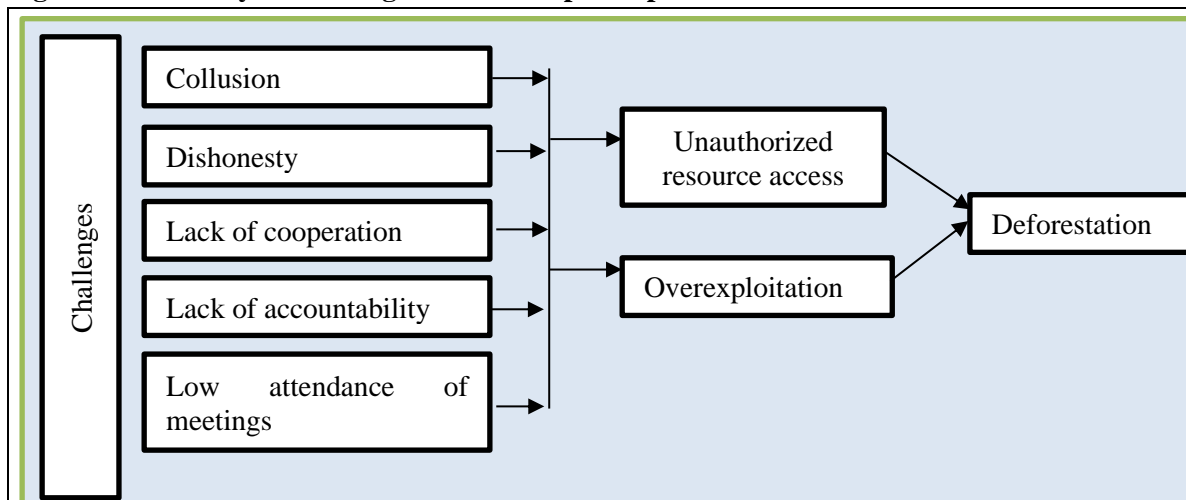 Challenges
Collusion
Dishonesty
Lack of cooperation
Lack of accountability
Low attendance of
meetings
Unauthorized
resource access
Overexploitation
Deforestation